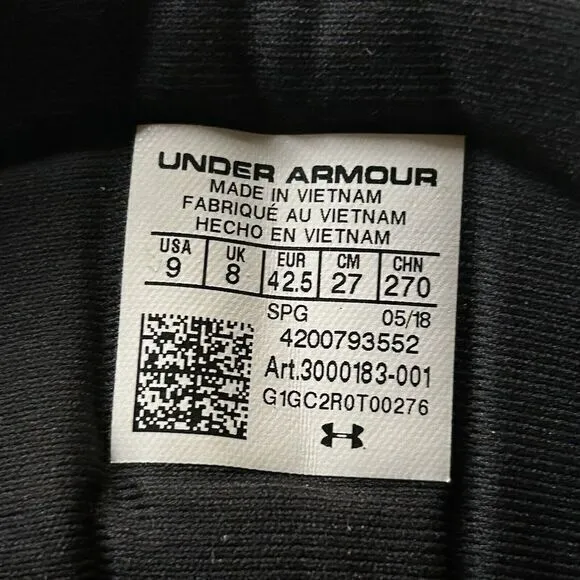 UNDER ARMOUR
MADE IN VIETNAM
FABRIQUÉ AU VIETNAM
HECHO EN VIETNAM
USA UK EUR CM CHN
9 8 42.5 27 270
SPG 05/18
4200793552
Art.3000183-001
G1GC2R0T00276